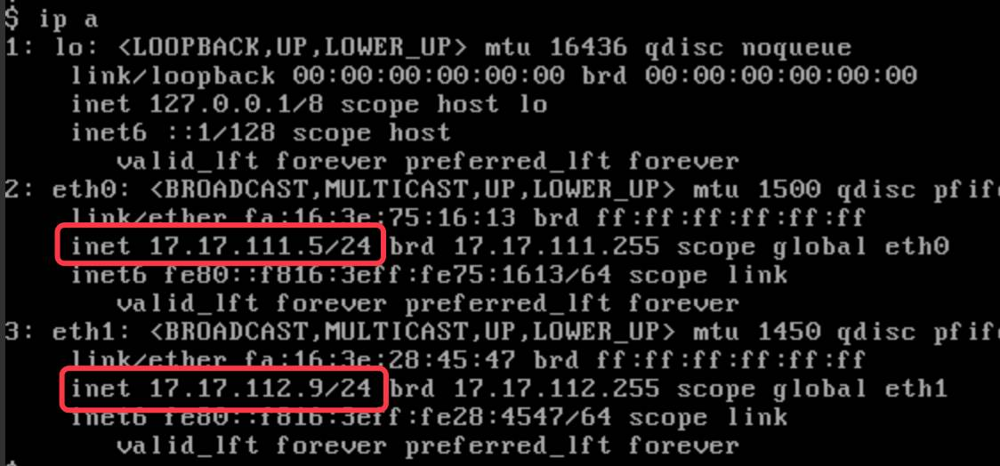 $ ip a
1: lo: <LOOPBACK,UP,LOWER_UP> mtu 16436 qdisc noqueue
link/loopback 00:00:00:00:00:00 brd 00:00:00:00:00:00
inet 127.0.0.1/8 scope host lo
inet6 ::1/128 scope host
valid_lft forever preferred_lft forever
2: eth0: <BROADCAST,MULTICAST,UP,LOWER_UP> mtu 1500 qdisc
link/ether fa:16:3e:75:16:13 brd ff:ff:ff:ff:ff:ff
inet 17.17.111.5/24 brd 17.17.111.255 scope global eth0
inet6 fe80::f816:3eff:fe75:1613/64 scope link
valid_lft forever preferred_lft forever
3: eth1: <BROADCAST,MULTICAST,UP,LOWER_UP> mtu 1450 qdisc
link/ether fa:16:3e:28:45:47 brd ff:ff:ff:ff:ff:ff
inet 17.17.112.9/24 brd 17.17.112.255 scope global eth1
inet6 fe80::f816:3eff:fe28:4547/64 scope link
valid_lft forever preferred_lft forever